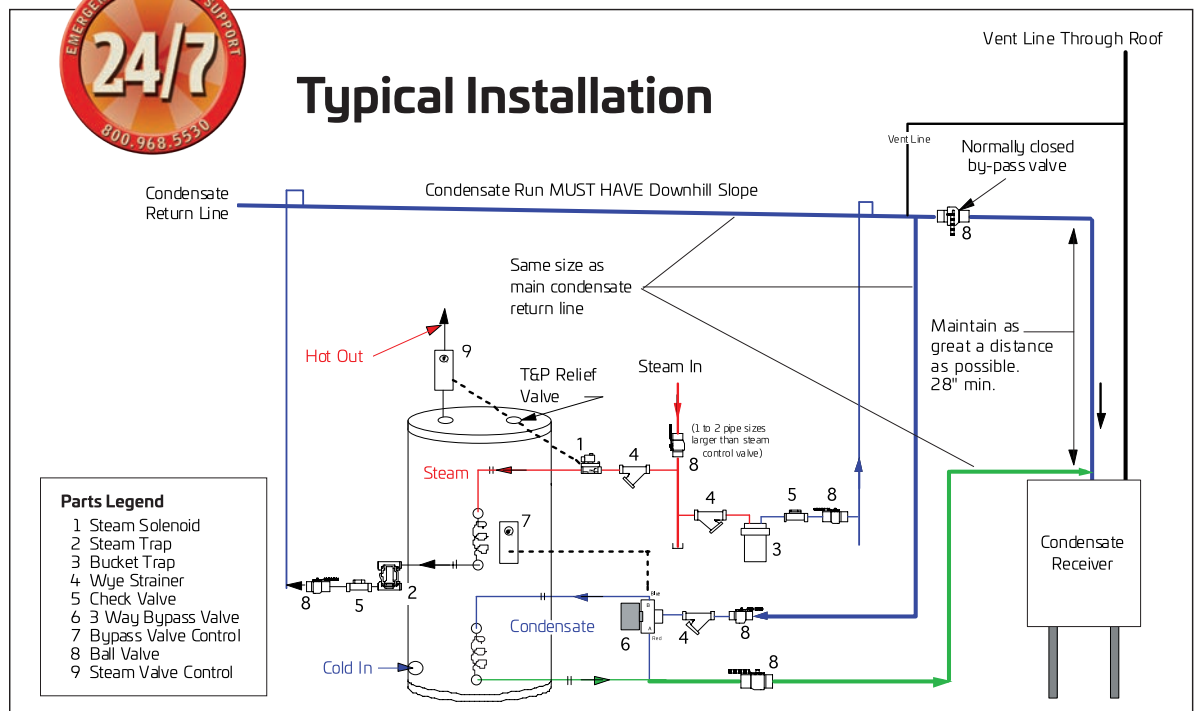 EMERGEN
SUPPORT
24/7
800.968.5530
Typical Installation
Vent Line Through Roof
Vent Line
Normally closed
by-pass valve
8
Condensate
Return Line
Condensate Run MUST HAVE Downhill Slope
Same size as
main condensate
return line
Maintain as
great a distance
as possible.
28" min.
Hot Out
9
T&P Relief
Valve
Steam In
(1 to 2 pipe sizes
larger than steam
control valve)
8
1
4
Steam
4
5
8
3
7
Parts Legend
1 Steam Solenoid
2 Steam Trap
3 Bucket Trap
4 Wye Strainer
5 Check Valve
6 3 Way Bypass Valve
7 Bypass Valve Control
8 Ball Valve
9 Steam Valve Control
8
5
2
Condensate
Receiver
Blue
B
A
Red
Condensate
6
4
8
Cold In
8